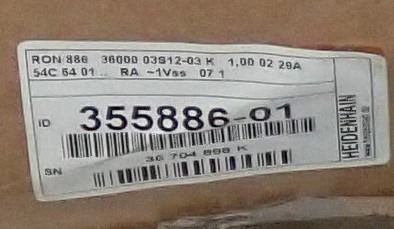 RON 886 36000 03S12-03 K 1,00 02 29A
54C 64 01 .. RA ~1Vss 07 1
ID 355886-01
SN 36 704 898 K
HEIDENHAIN